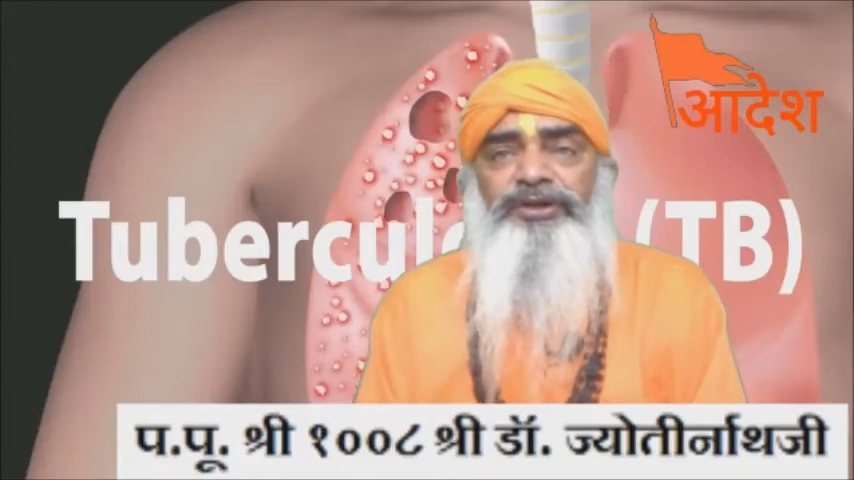 आदेश
Tubercul (TB)
प.पू. श्री १००८ श्री डॉ. ज्योतीर्नाथजी